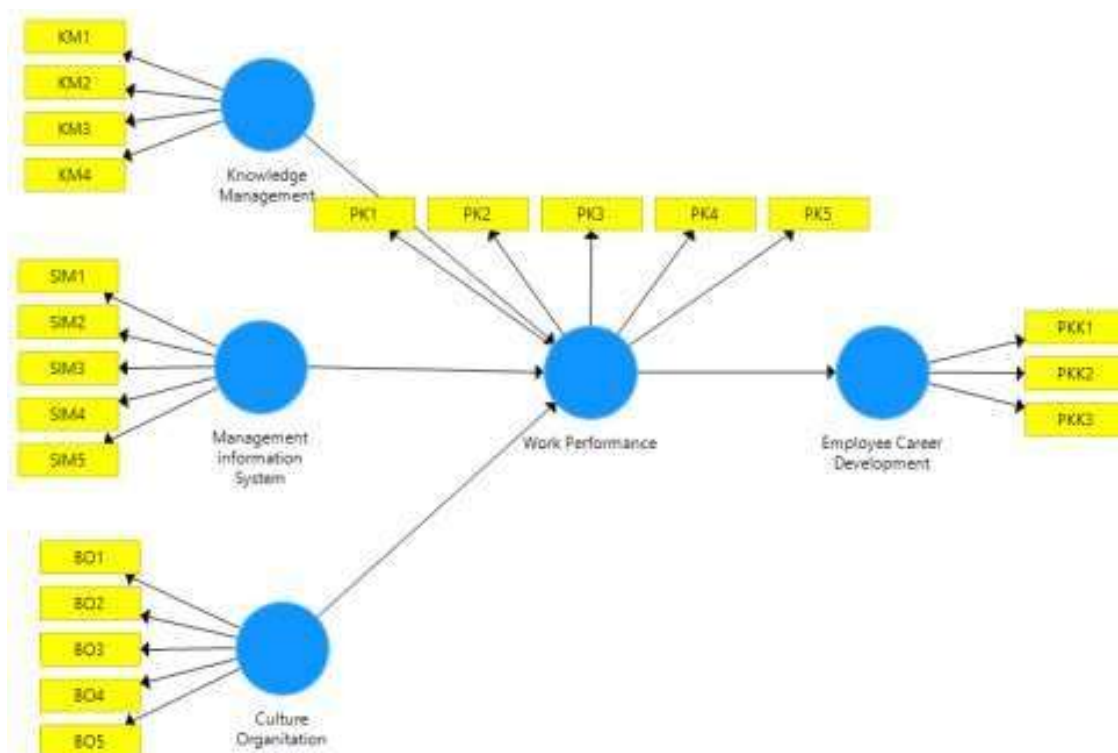 KM1
KM2
KM3
KM4
Knowledge
Management
PK1
PK2
PK3
PK4
PK5
SIM1
SIM2
SIM3
SIM4
SIM5
Management
information
System
Work Performance
Employee Career
Development
PKK1
PKK2
PKK3
BO1
BO2
BO3
BO4
BO5
Culture
Organitation